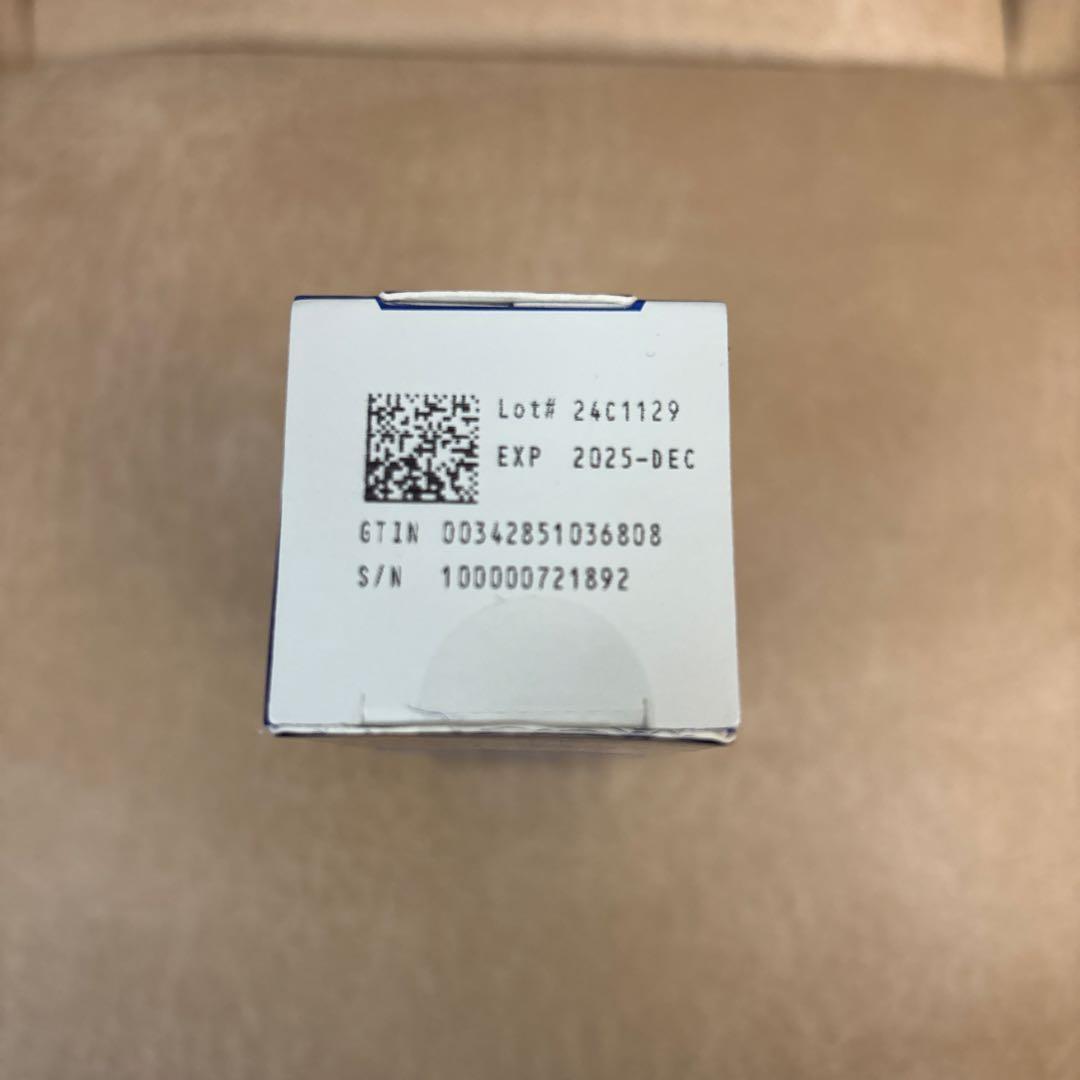 Lot# 24C1129
EXP 2025-DEC
GTIN 00342851036808
S/N 100000721892